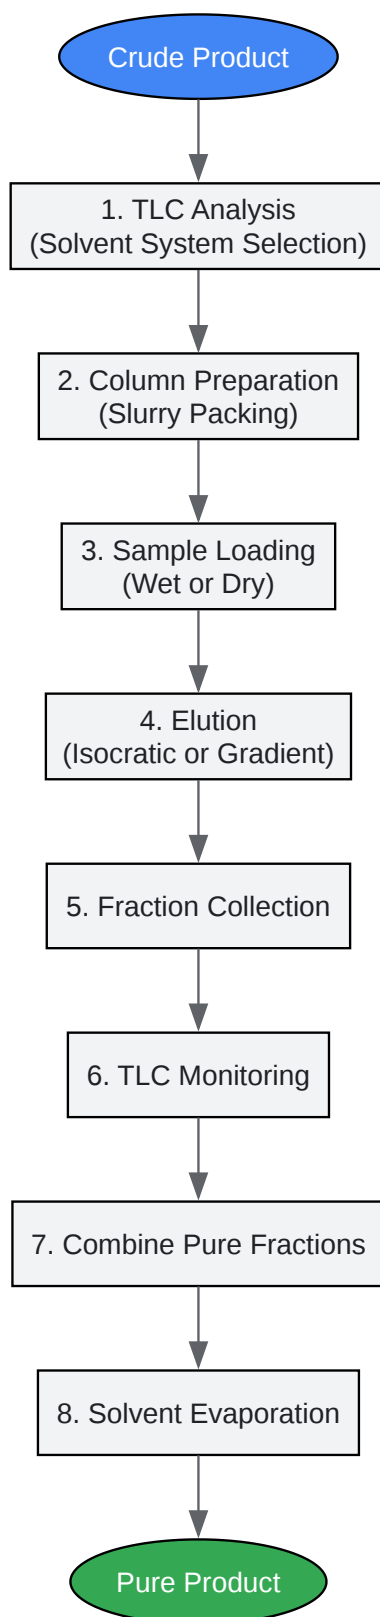 Crude Product
1. TLC Analysis
(Solvent System Selection)
2. Column Preparation
(Slurry Packing)
3. Sample Loading
(Wet or Dry)
4. Elution
(Isocratic or Gradient)
5. Fraction Collection
6. TLC Monitoring
7. Combine Pure Fractions
8. Solvent Evaporation
Pure Product